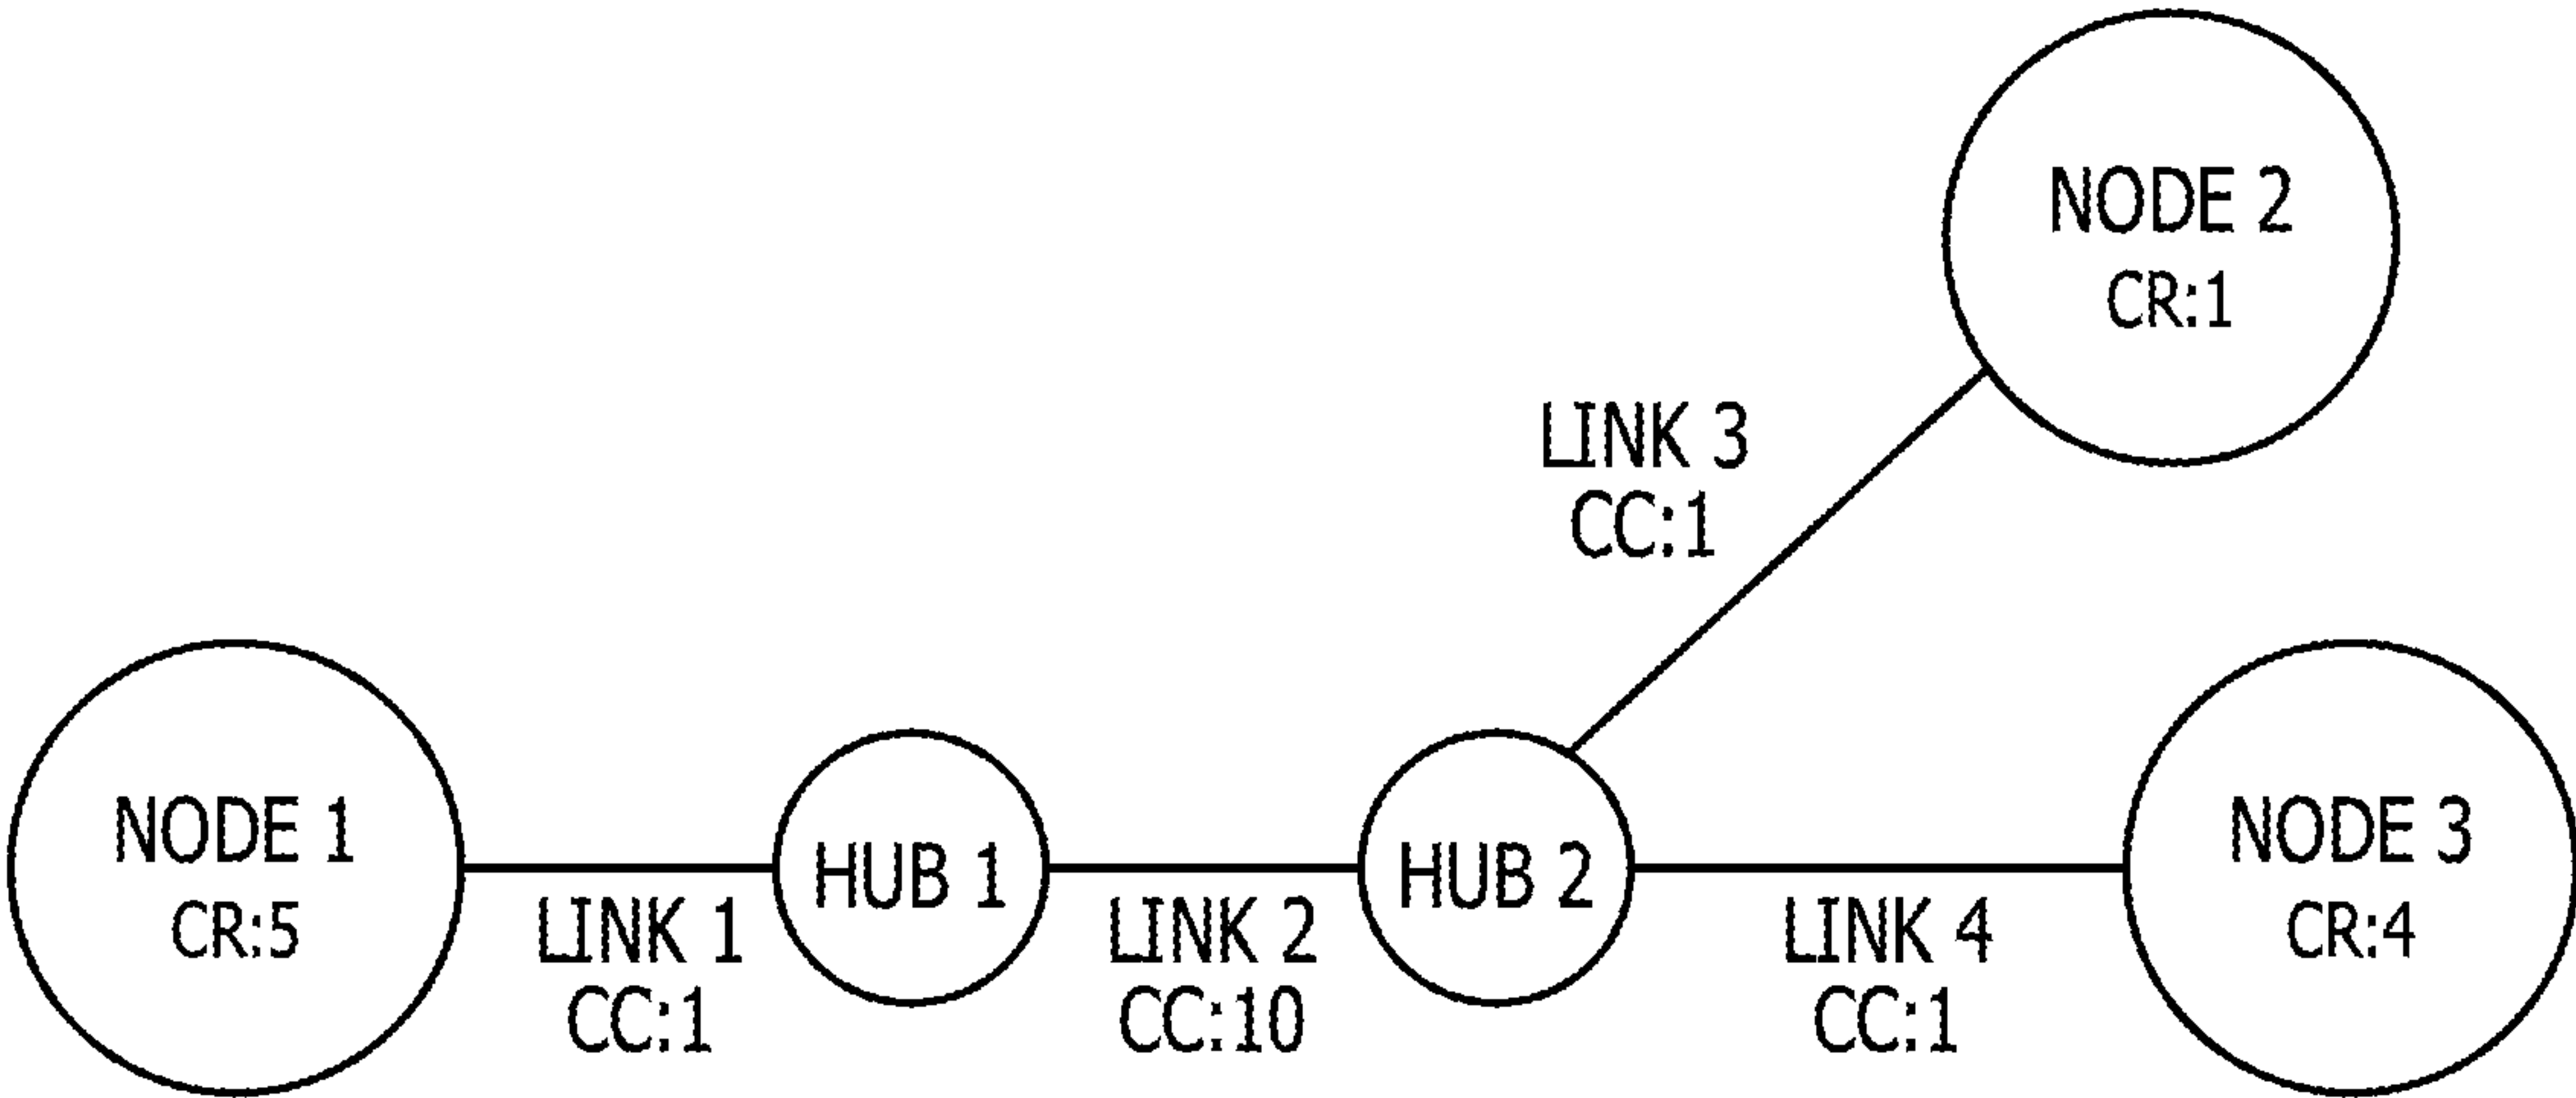 NODE 2
CR:1
LINK 3
CC:1
NODE 1
CR:5
LINK 1
CC:1
HUB 1
LINK 2
CC:10
HUB 2
LINK 4
CC:1
NODE 3
CR:4